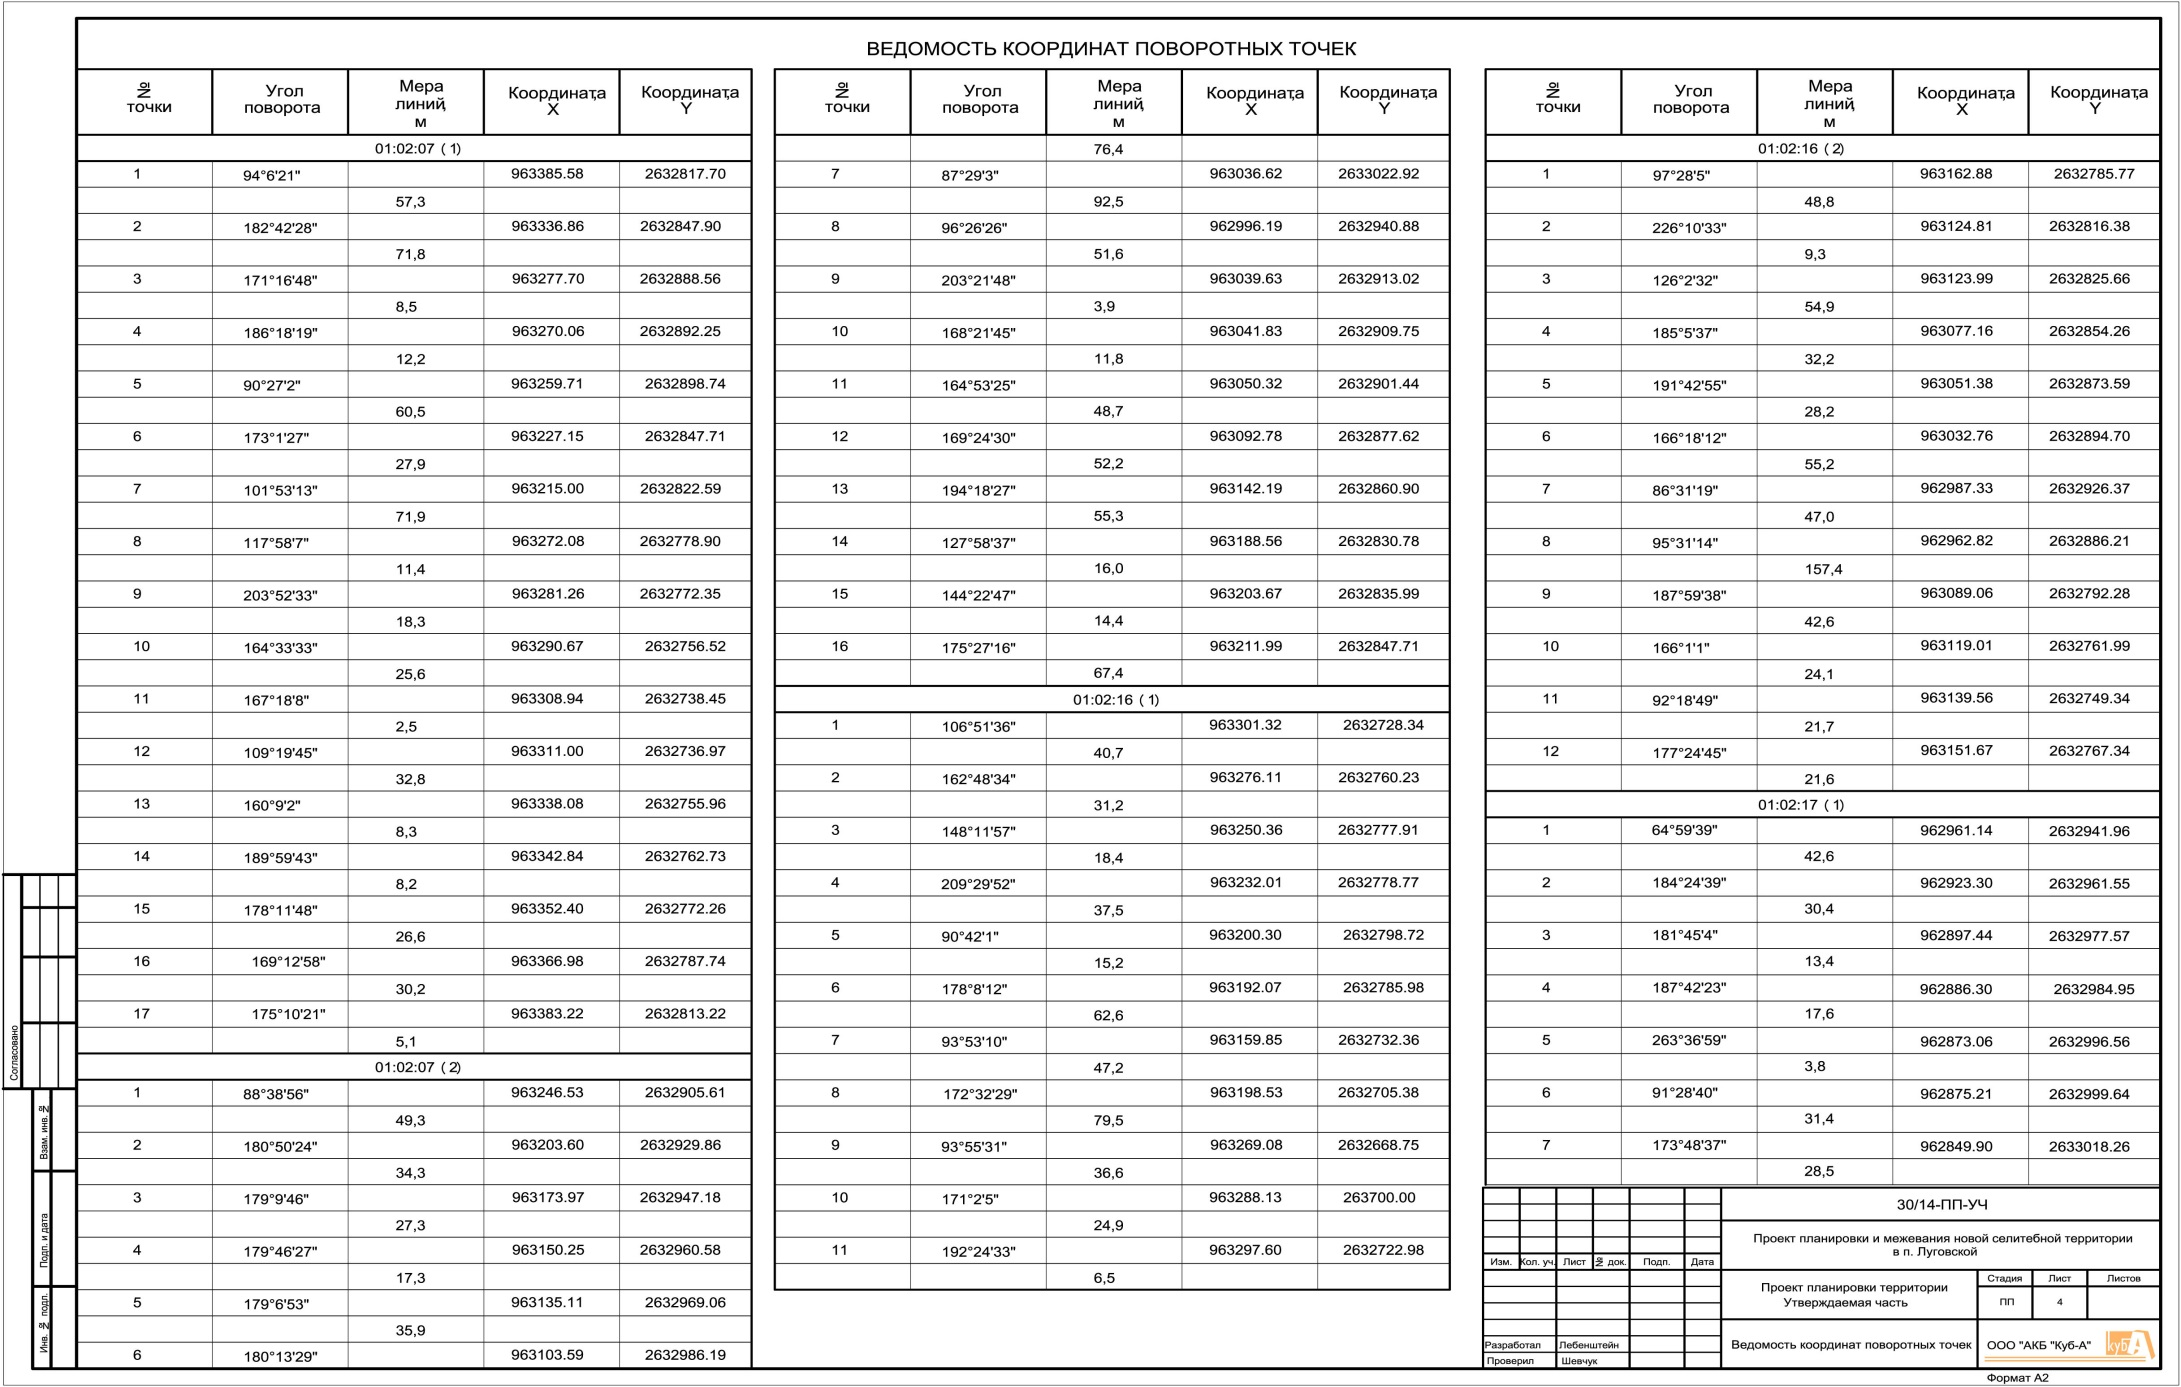 ВЕДОМОСТЬ КООРДИНАТ ПОВОРОТНЫХ ТОЧЕК
№ точки Угол поворота Мера линий, м Координата, X Координата, Y
01:02:07 (1)
1 94°6'21" 963385.58 2632817.70
57,3
2 182°42'28" 963336.86 2632847.90
71,8
3 171°16'48" 963277.70 2632888.56
8,5
4 186°18'19" 963270.06 2632892.25
12,2
5 90°27'2" 963259.71 2632898.74
60,5
6 173°1'27" 963227.15 2632847.71
27,9
7 101°53'13" 963215.00 2632822.59
71,9
8 117°58'7" 963272.08 2632778.90
11,4
9 203°52'33" 963281.26 2632772.35
18,3
10 164°33'33" 963290.67 2632756.52
25,6
11 167°18'8" 963308.94 2632738.45
2,5
12 109°19'45" 963311.00 2632736.97
32,8
13 160°9'2" 963338.08 2632755.96
8,3
14 189°59'43" 963342.84 2632762.73
8,2
15 178°11'48" 963352.40 2632772.26
26,6
16 169°12'58" 963366.98 2632787.74
30,2
17 175°10'21" 963383.22 2632813.22
5,1
01:02:07 (2)
1 88°38'56" 963246.53 2632905.61
49,3
2 180°50'24" 963203.60 2632929.86
34,3
3 179°9'46" 963173.97 2632947.18
27,3
4 179°46'27" 963150.25 2632960.58
17,3
5 179°6'53" 963135.11 2632969.06
35,9
6 180°13'29" 963103.59 2632986.19
№ точки Угол поворота Мера линий, м Координата, X Координата, Y
76,4
7 87°29'3" 963036.62 2633022.92
92,5
8 96°26'26" 962996.19 2632940.88
51,6
9 203°21'48" 963039.63 2632913.02
3,9
10 168°21'45" 963041.83 2632909.75
11,8
11 164°53'25" 963050.32 2632901.44
48,7
12 169°24'30" 963092.78 2632877.62
52,2
13 194°18'27" 963142.19 2632860.90
55,3
14 127°58'37" 963188.56 2632830.78
16,0
15 144°22'47" 963203.67 2632835.99
14,4
16 175°27'16" 963211.99 2632847.71
67,4
01:02:16 (1)
1 106°51'36" 963301.32 2632728.34
40,7
2 162°48'34" 963276.11 2632760.23
31,2
3 148°11'57" 963250.36 2632777.91
18,4
4 209°29'52" 963232.01 2632778.77
37,5
5 90°42'1" 963200.30 2632798.72
15,2
6 178°8'12" 963192.07 2632785.98
62,6
7 93°53'10" 963159.85 2632732.36
47,2
8 172°32'29" 963198.53 2632705.38
79,5
9 93°55'31" 963269.08 2632668.75
36,6
10 171°2'5" 963288.13 263700.00
24,9
11 192°24'33" 963297.60 2632722.98
6,5
№ точки Угол поворота Мера линий, м Координата, X Координата, Y
01:02:16 (2)
1 97°28'5" 963162.88 2632785.77
48,8
2 226°10'33" 963124.81 2632816.38
9,3
3 126°2'32" 963123.99 2632825.66
54,9
4 185°5'37" 963077.16 2632854.26
32,2
5 191°42'55" 963051.38 2632873.59
28,2
6 166°18'12" 963032.76 2632894.70
55,2
7 86°31'19" 962987.33 2632926.37
47,0
8 95°31'14" 962962.82 2632886.21
157,4
9 187°59'38" 963089.06 2632792.28
42,6
10 166°1'1" 963119.01 2632761.99
24,1
11 92°18'49" 963139.56 2632749.34
21,7
12 177°24'45" 963151.67 2632767.34
21,6
01:02:17 (1)
1 64°59'39" 962961.14 2632941.96
42,6
2 184°24'39" 962923.30 2632961.55
30,4
3 181°45'4" 962897.44 2632977.57
13,4
4 187°42'23" 962886.30 2632984.95
17,6
5 263°36'59" 962873.06 2632996.56
3,8
6 91°28'40" 962875.21 2632999.64
31,4
7 173°48'37" 962849.90 2633018.26
28,5
Согласовано
Взам. инв. №
Подп. и дата
Инв. № подл.
30/14-ПП-УЧ
Проект планировки и межевания новой селитебной территории
в п. Луговской
Изм. Кол. уч. Лист № док. Подп. Дата
Проект планировки территории
Утверждаемая часть
Стадия Лист Листов
ПП 4
Разработал Лебенштейн
Проверил Шевчук
Ведомость координат поворотных точек
ООО "АКБ "Куб-А"
кубА
Формат А2